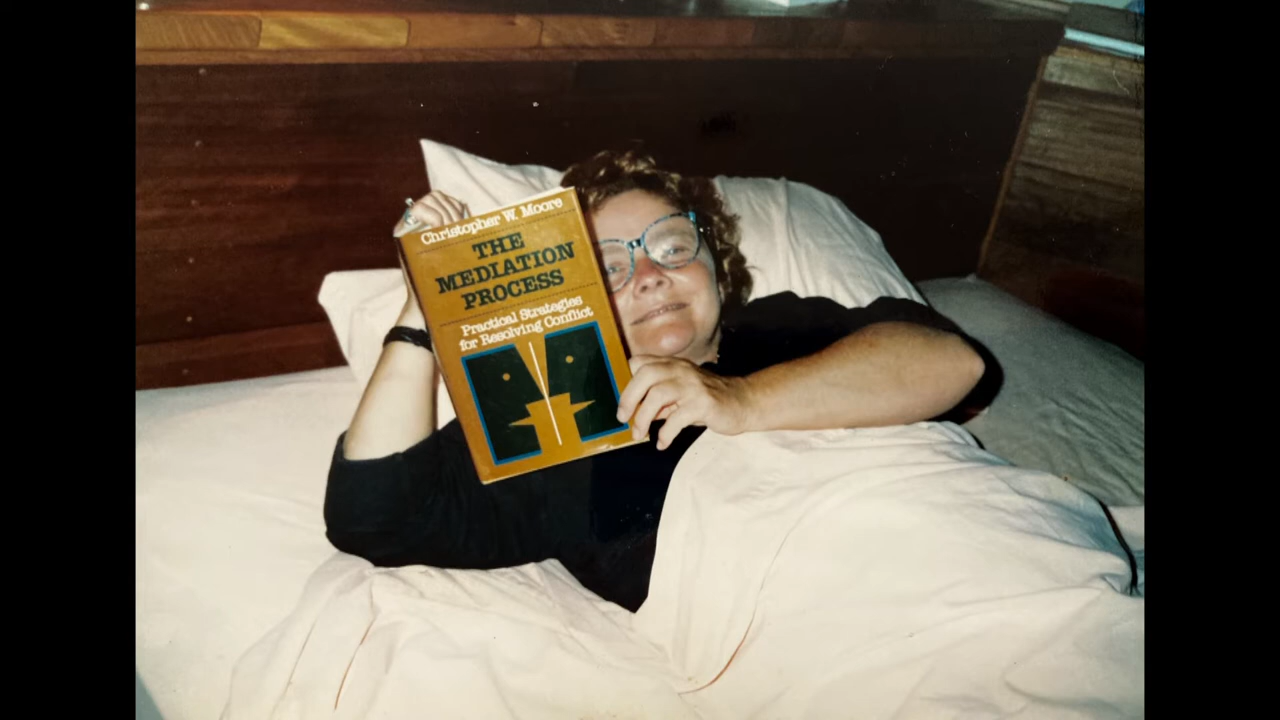 Christopher W. Moore
THE
MEDIATION
PROCESS
Practical Strategies
for Resolving Conflict